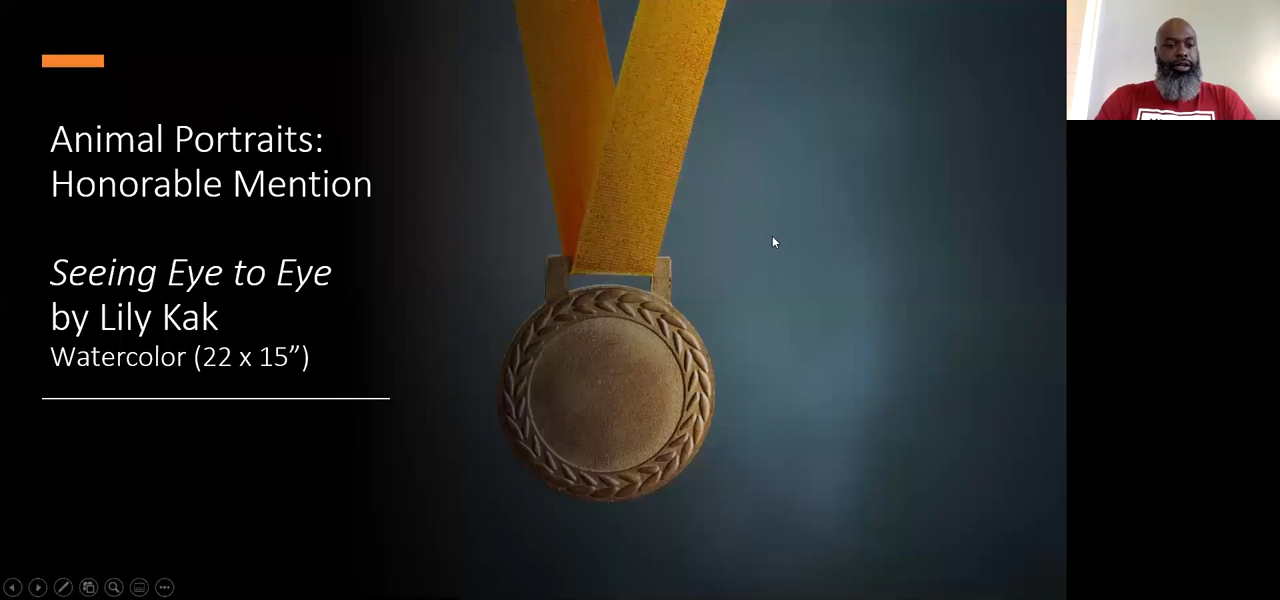 Animal Portraits:
Honorable Mention
Seeing Eye to Eye
by Lily Kak
Watercolor (22 x 15”)